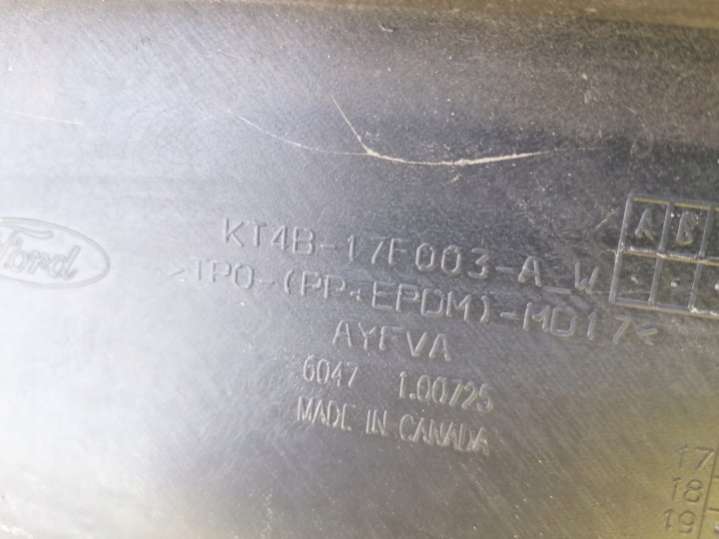 Ford
KT4B-17F003-A_W
A B
>TPO-(PP+EPDM)-MD17<
AYFVA
6047 1.00725
MADE IN CANADA
17
18
19